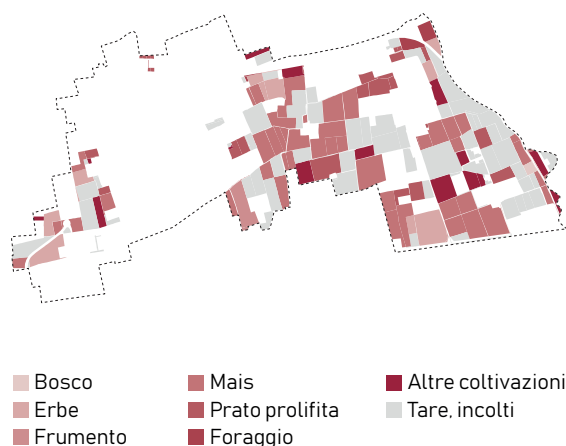 Bosco
Erbe
Frumento
Mais
Prato prolifita
Foraggio
Altre coltivazioni
Tare, incolti